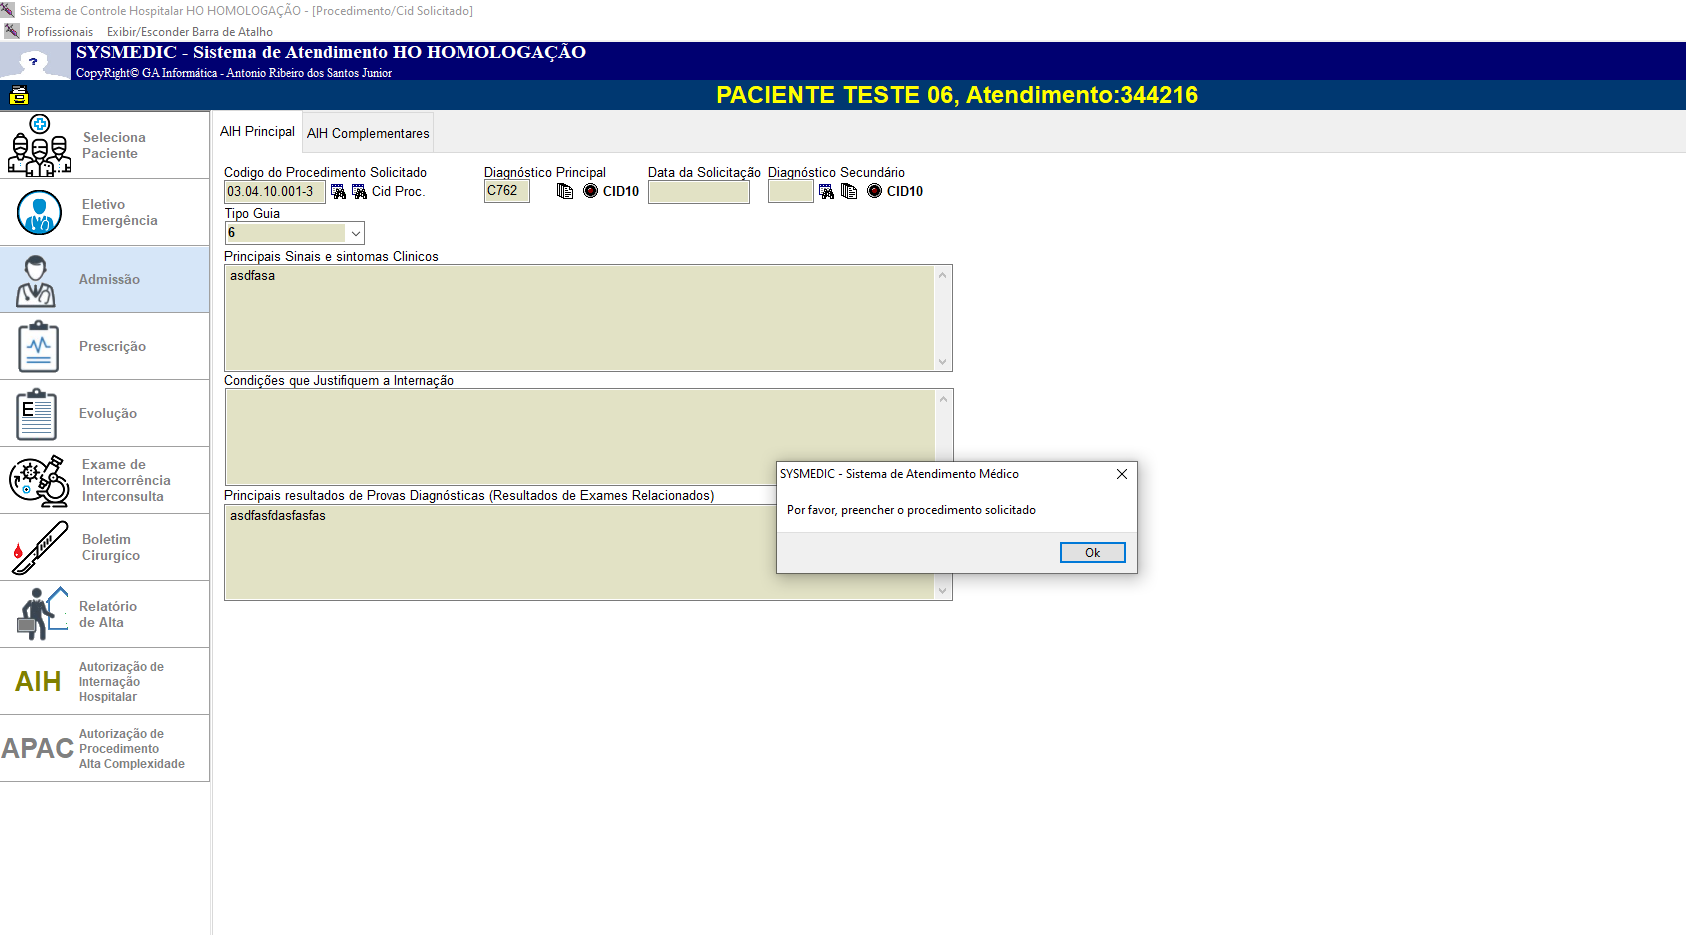 Sistema de Controle Hospitalar HO HOMOLOGAÇÃO - [Procedimento/Cid Solicitado]
Profissionais Exibir/Esconder Barra de Atalho
?
SYSMEDIC - Sistema de Atendimento HO HOMOLOGAÇÃO
CopyRight© GA Informática - Antonio Ribeiro dos Santos Junior
PACIENTE TESTE 06, Atendimento:344216
Seleciona
Paciente
Eletivo
Emergência
Admissão
Prescrição
E
Evolução
Exame de
Intercorrência
Interconsulta
Boletim
Cirurgíco
Relatório
de Alta
AIH
Autorização de
Internação
Hospitalar
APAC
Autorização de
Procedimento
Alta Complexidade
AIH Principal AIH Complementares
Codigo do Procedimento Solicitado Diagnóstico Principal Data da Solicitação Diagnóstico Secundário
03.04.10.001-3 Cid Proc. C762 CID10 CID10
Tipo Guia
6
Principais Sinais e sintomas Clinicos
asdfasa
Condições que Justifiquem a Internação
Principais resultados de Provas Diagnósticas (Resultados de Exames Relacionados)
asdfasfdasfasfas
SYSMEDIC - Sistema de Atendimento Médico
Por favor, preencher o procedimento solicitado
Ok